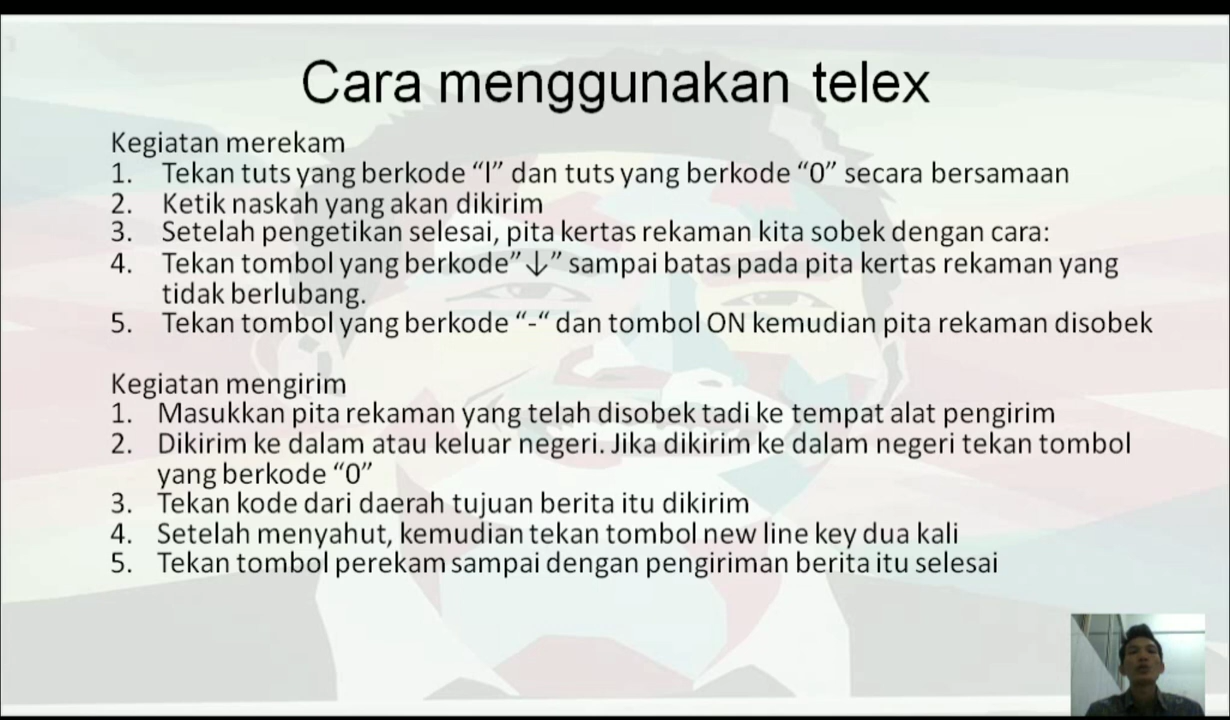 Cara menggunakan telex
Kegiatan merekam
1. Tekan tuts yang berkode “l” dan tuts yang berkode “0” secara bersamaan
2. Ketik naskah yang akan dikirim
3. Setelah pengetikan selesai, pita kertas rekaman kita sobek dengan cara:
4. Tekan tombol yang berkode” ↓” sampai batas pada pita kertas rekaman yang
tidak berlubang.
5. Tekan tombol yang berkode “-“ dan tombol ON kemudian pita rekaman disobek
Kegiatan mengirim
1. Masukkan pita rekaman yang telah disobek tadi ke tempat alat pengirim
2. Dikirim ke dalam atau keluar negeri. Jika dikirim ke dalam negeri tekan tombol
yang berkode “0”
3. Tekan kode dari daerah tujuan berita itu dikirim
4. Setelah menyahut, kemudian tekan tombol new line key dua kali
5. Tekan tombol perekam sampai dengan pengiriman berita itu selesai